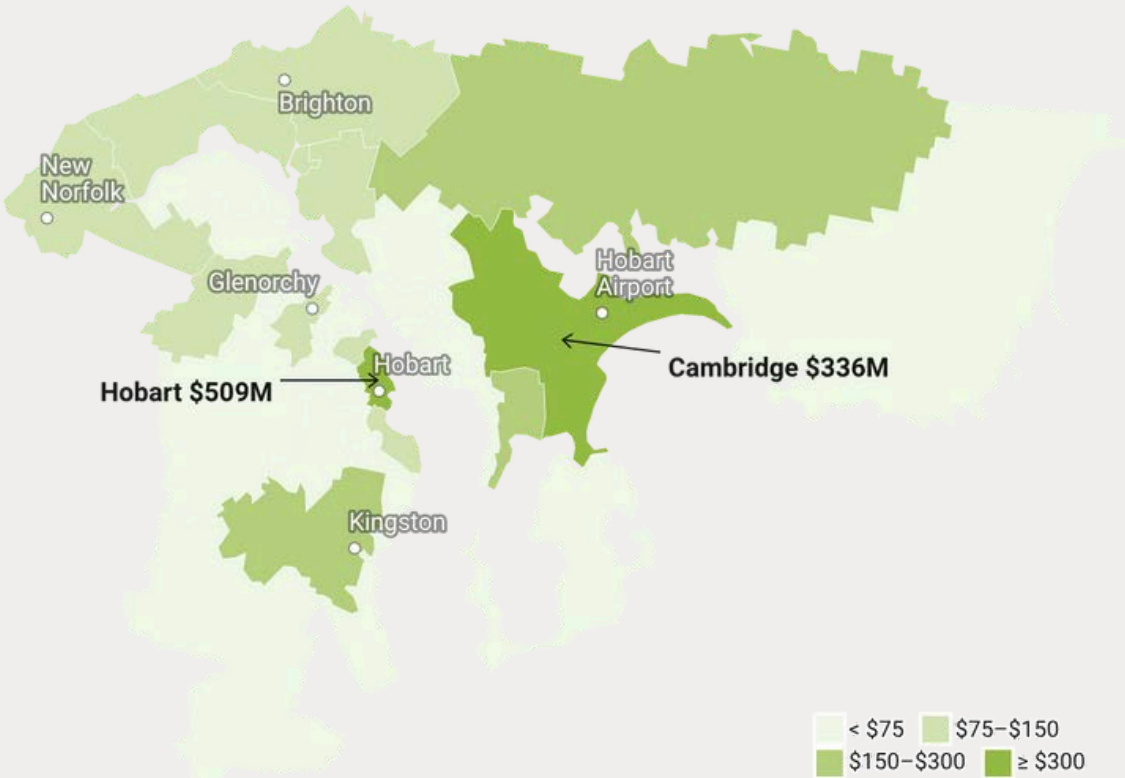 Brighton
New
Norfolk
Hobart
Airport
Glenorchy
Hobart
Cambridge $336M
Hobart $509M
Kingston
< $75
$75–$150
$150–$300
≥ $300